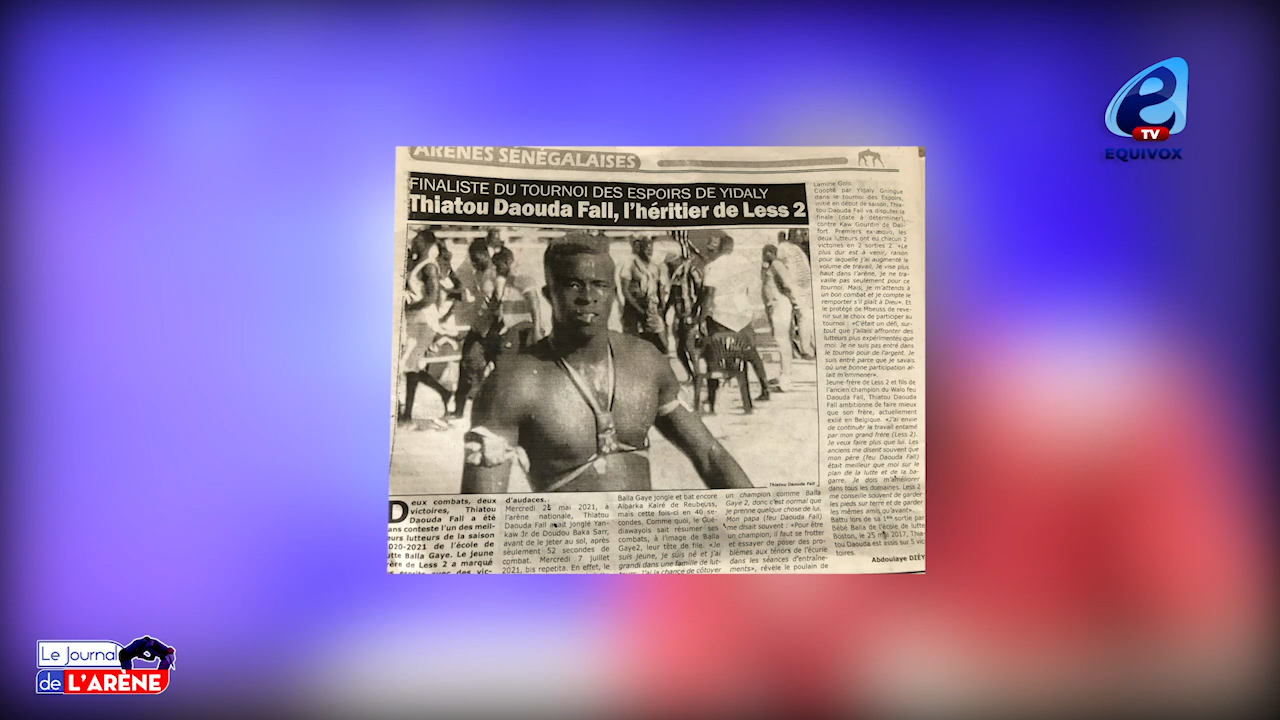 ARÈNES SÉNÉGALAISES
FINALISTE DU TOURNOI DES ESPOIRS DE YIDALY
Thiatou Daouda Fall, l'héritier de Less 2
Thiatou Daouda Fall
Deux combats, deux
victoires, Thiatou
Daouda Fall a été
sans conteste l'un des meil-
leurs lutteurs de la saison
2020-2021 de l'école de
lutte Balla Gaye. Le jeune
frère de Less 2 a marqué
d'audaces.
Mercredi 26 mai 2021, à
l'arène nationale, Thiatou
Daouda Fall avait jonglé Yan-
kaw Jr de Doudou Baka Sarr,
avant de le jeter au sol, après
seulement 52 secondes de
combat. Mercredi 7 juillet
2021, bis repetita. En effet, le
Balla Gaye jongle et bat encore
Albarka Kairé de Reubeuss,
mais cette fois-ci en 40 se-
condes. Comme quoi, le Gué-
diawayois sait résumer ses
combats, à l'image de Balla
Gaye2, leur tête de file. «Je
suis jeune, je suis né et j'ai
grandi dans une famille de lut-
teurs. J'ai la chance de côtoyer
un champion comme Balla
Gaye 2, donc c'est normal que
je prenne quelque chose de lui.
Mon papa (feu Daouda Fall)
me disait souvent : «Pour être
un champion, il faut se frotter
et essayer de poser des pro-
blèmes aux ténors de l'écurie
dans les séances d'entraîne-
ments», révèle le poulain de
Lamine Golo.
Coopté par Yidaly Gningue
dans le tournoi des Espoirs,
initié en début de saison, Thia-
tou Daouda Fall va disputer la
finale (date à déterminer),
contre Kaw Gourdin de Dali-
fort. Premiers ex æquo, les
deux lutteurs ont eu chacun 2
victoires en 2 sorties 2. «Le
plus dur est à venir, raison
pour laquelle j'ai augmenté le
volume de travail. Je vise plus
haut dans l'arène, je ne tra-
vaille pas seulement pour ce
tournoi. Mais, je m'attends à
un bon combat et je compte le
remporter s'il plaît à Dieu». Et
le protégé de Mbeuss de reve-
nir sur le choix de participer au
tournoi : «C'était un défi, sur-
tout que j'allais affronter des
lutteurs plus expérimentés que
moi. Je ne suis pas entré dans
le tournoi pour de l'argent. Je
suis entré parce que je savais
où une bonne participation al-
lait m'emmener».
Jeune-frère de Less 2 et fils de
l'ancien champion du Walo feu
Daouda Fall, Thiatou Daouda
Fall ambitionne de faire mieux
que son frère, actuellement
exilé en Belgique. «J'ai envie
de continuer le travail entamé
par mon grand frère (Less 2).
Je veux faire plus que lui. Les
anciens me disent souvent que
mon père (feu Daouda Fall)
était meilleur que moi sur le
plan de la lutte et de la ba-
garre. Je dois m'améliorer
dans tous les domaines. Less 2
me conseille souvent de garder
les pieds sur terre et de garder
les mêmes amis qu'avant».
Battu lors de sa 1ère sortie par
Bébé Balla de l'école de lutte
Boston, le 25 mai 2017, Thia-
tou Daouda est assis sur 5 vic-
toires.
Abdoulaye DIÈY
e
TV
EQUIVOX
Le Journal
de L'ARÈNE